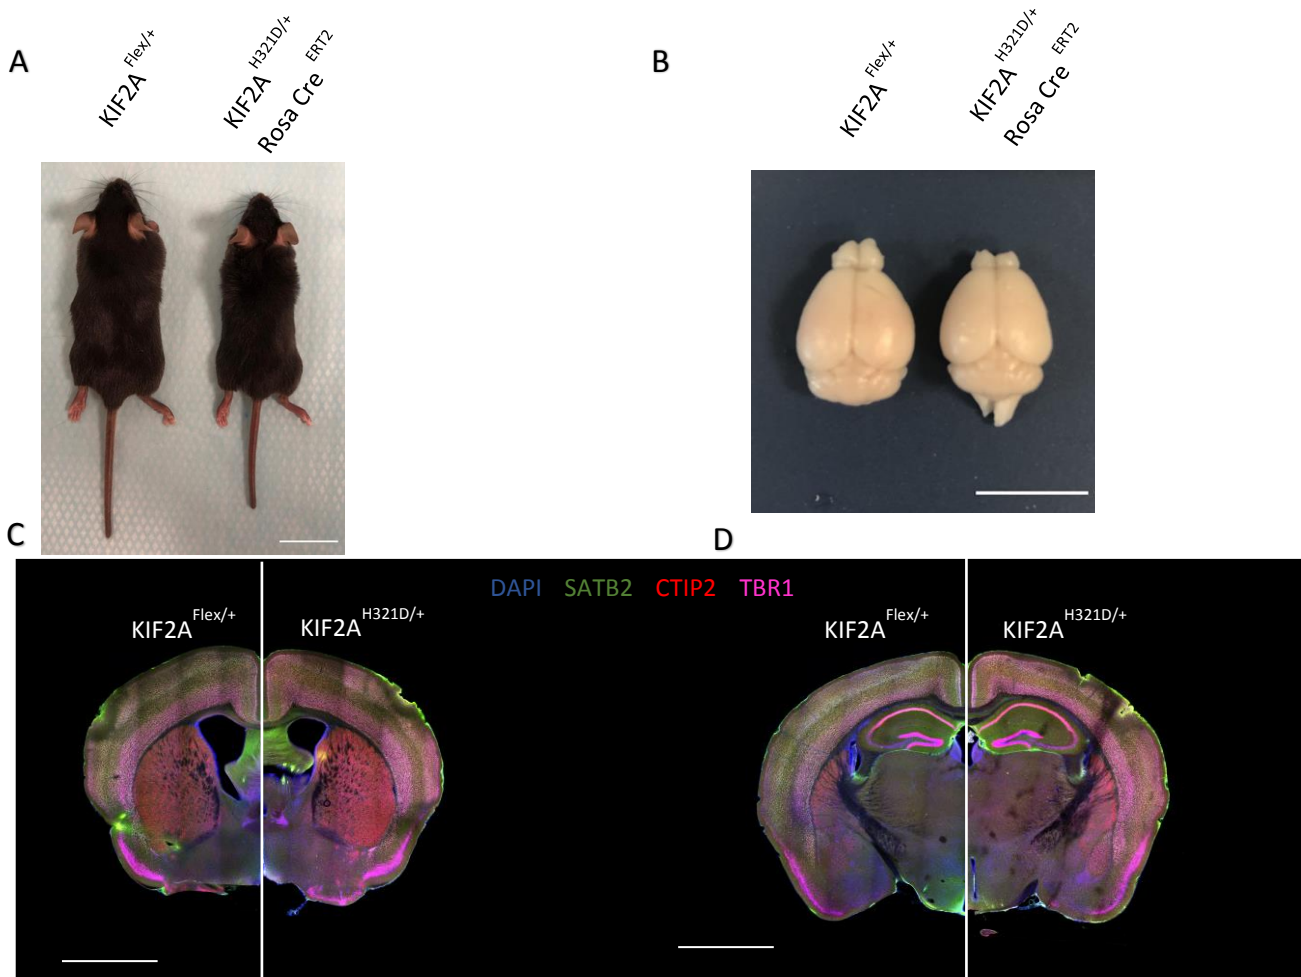 A
KIF2A Flex/+
KIF2A H321D/+
Rosa Cre ERT2
B
KIF2A Flex/+
KIF2A H321D/+
Rosa Cre ERT2
C
D
DAPI SATB2 CTIP2 TBR1
KIF2A Flex/+
KIF2A H321D/+
KIF2A Flex/+
KIF2A H321D/+